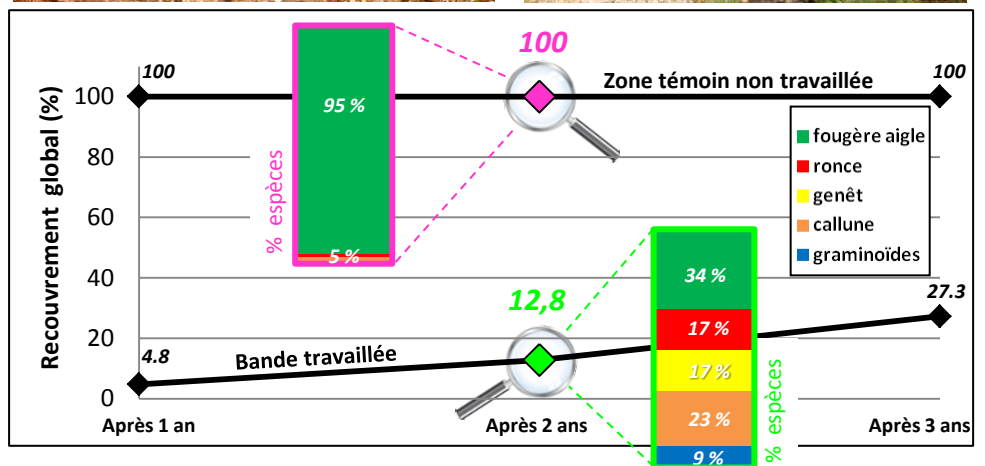 Recouvrement global (%)
100
80
60
40
20
0
100
100
100
Zone témoin non travaillée
95 %
5 %
% espèces
fougère aigle
ronce
genêt
callune
graminoïdes
4.8
Bande travaillée
12,8
27.3
34 %
17 %
17 %
23 %
9 %
% espèces
Après 1 an
Après 2 ans
Après 3 ans